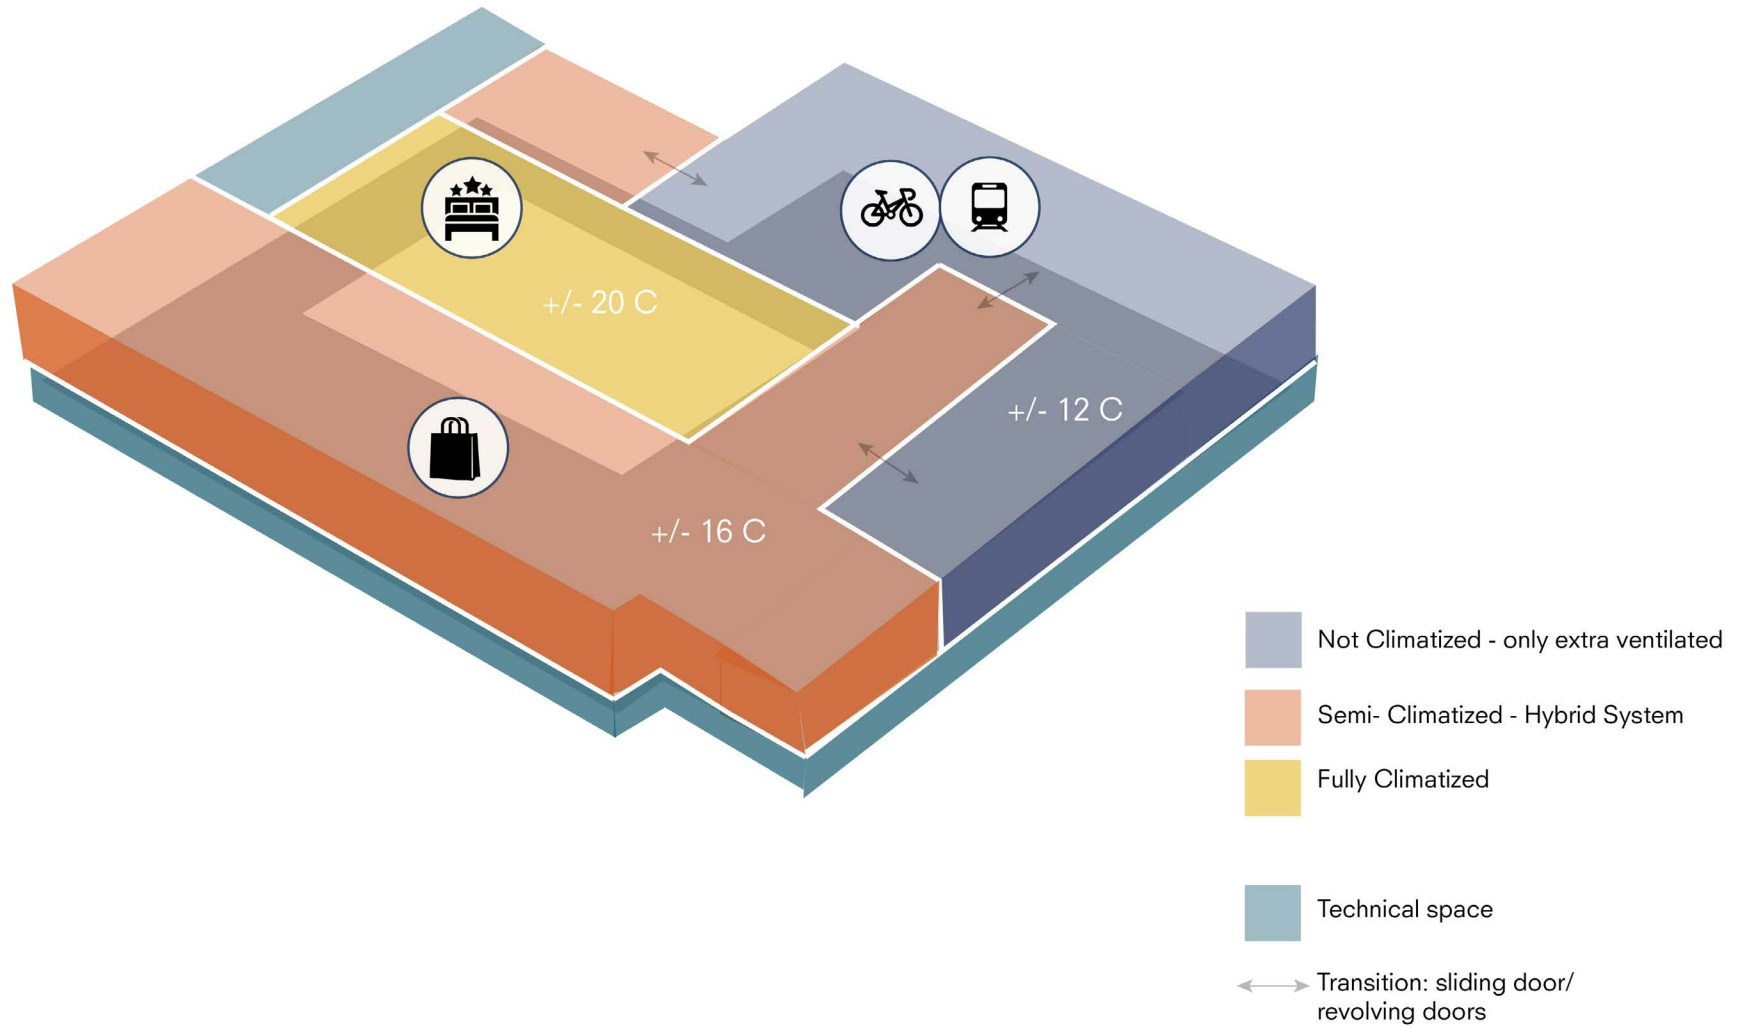 +/- 20 C
+/- 12 C
+/- 16 C
Not Climatized - only extra ventilated
Semi- Climatized - Hybrid System
Fully Climatized
Technical space
Transition: sliding door/
revolving doors